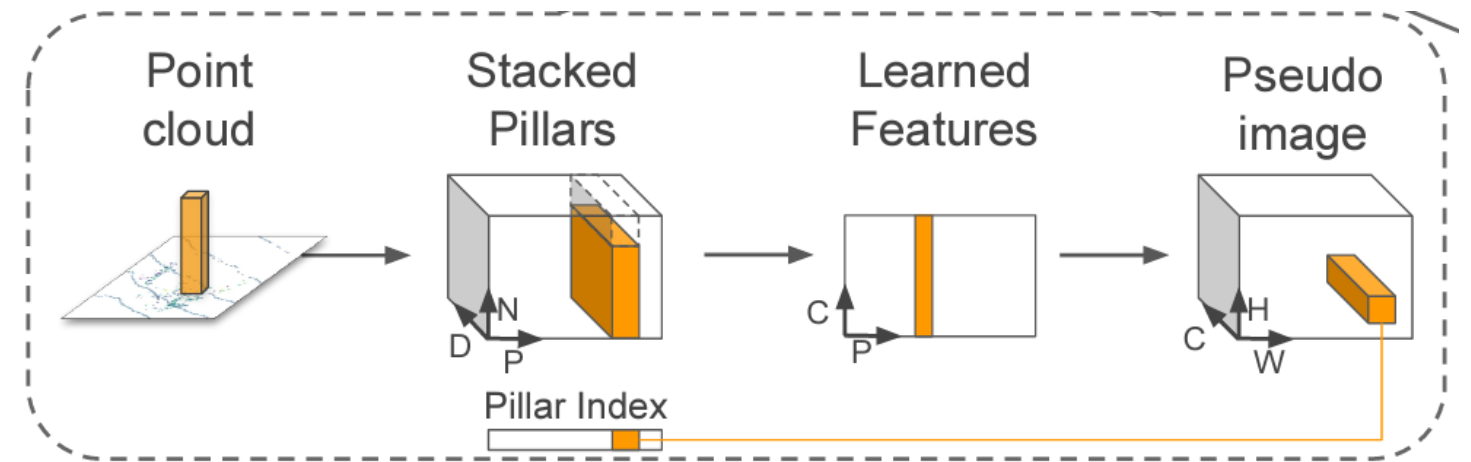 Point
cloud
Stacked
Pillars
Learned
Features
Pseudo
image
N
D
P
C
P
H
C
W
Pillar Index